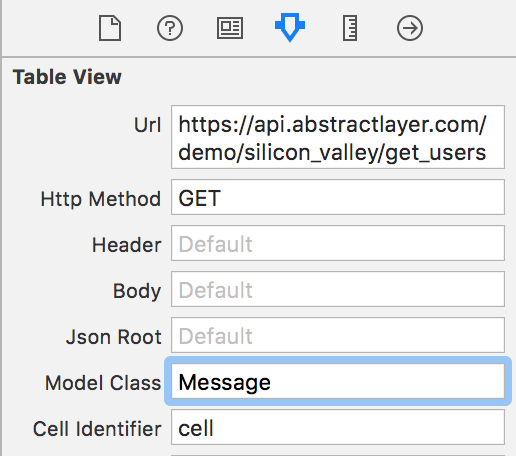 Table View
Url https://api.abstractlayer.com/
demo/silicon_valley/get_users
Http Method GET
Header Default
Body Default
Json Root Default
Model Class Message
Cell Identifier cell